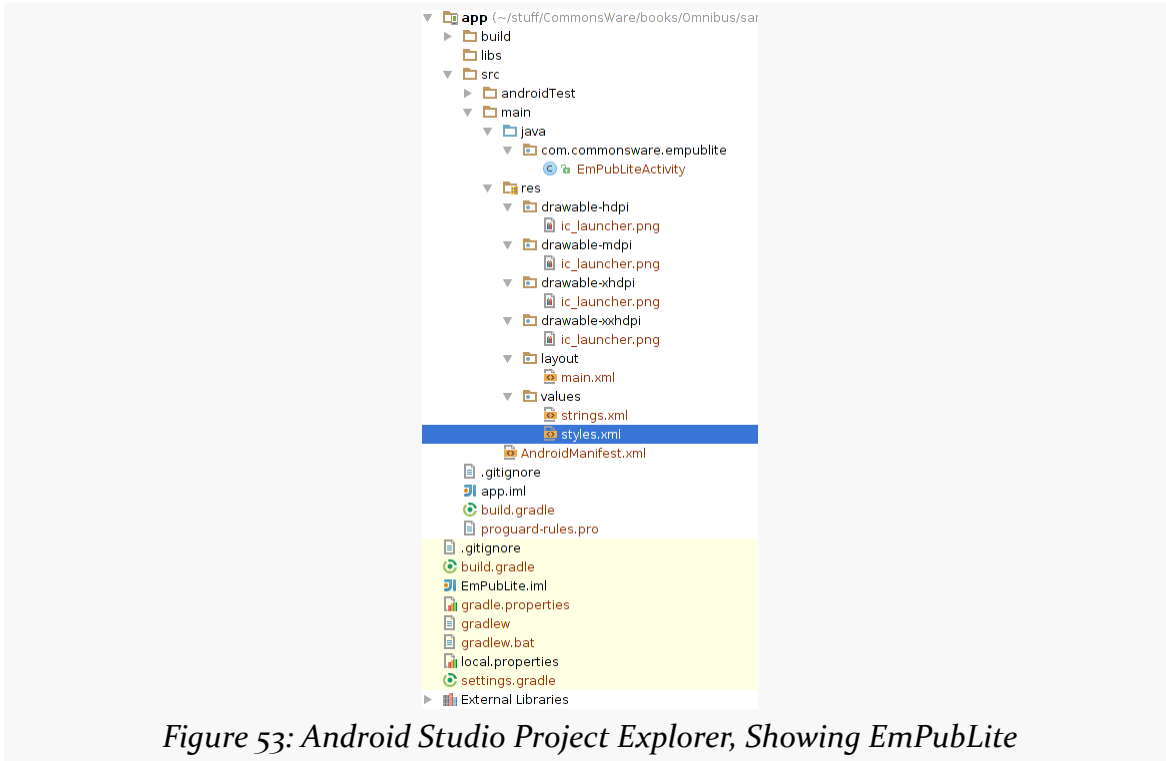 app (~/stuff/CommonsWare/books/Omnibus/sar
build
libs
src
androidTest
main
java
com.commonsware.empublite
EmPubLiteActivity
res
drawable-hdpi
ic_launcher.png
drawable-mdpi
ic_launcher.png
drawable-xhdpi
ic_launcher.png
drawable-xxhdpi
ic_launcher.png
layout
main.xml
values
strings.xml
styles.xml
AndroidManifest.xml
.gitignore
app.iml
build.gradle
proguard-rules.pro
.gitignore
build.gradle
EmPubLite.iml
gradle.properties
gradlew
gradlew.bat
local.properties
settings.gradle
External Libraries
Figure 53: Android Studio Project Explorer, Showing EmPubLite